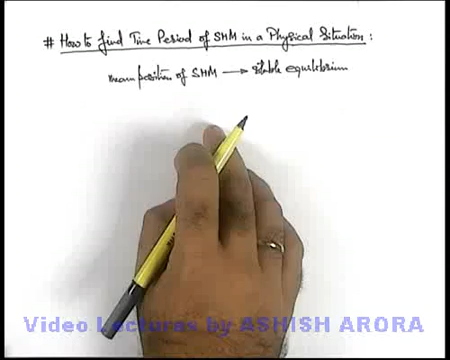 # How to find Time Period of SHM in a Physical Situation :
mean position of SHM → stable equilibrium
Video Lectures by ASHISH ARORA